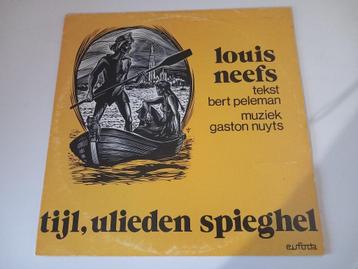 louis
neefs
tekst
bert peleman
muziek
gaston nuyts
tijl, ulieden spieghel
eufoda